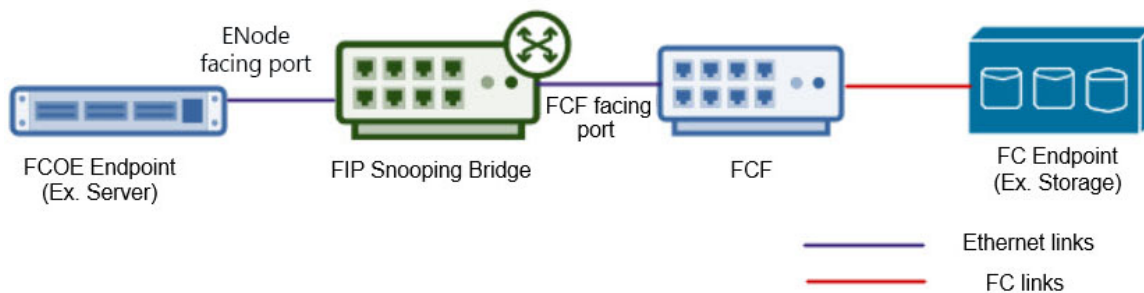 ENode
facing port
FCF facing
port
FCOE Endpoint
(Ex. Server)
FIP Snooping Bridge
FCF
FC Endpoint
(Ex. Storage)
Ethernet links
FC links